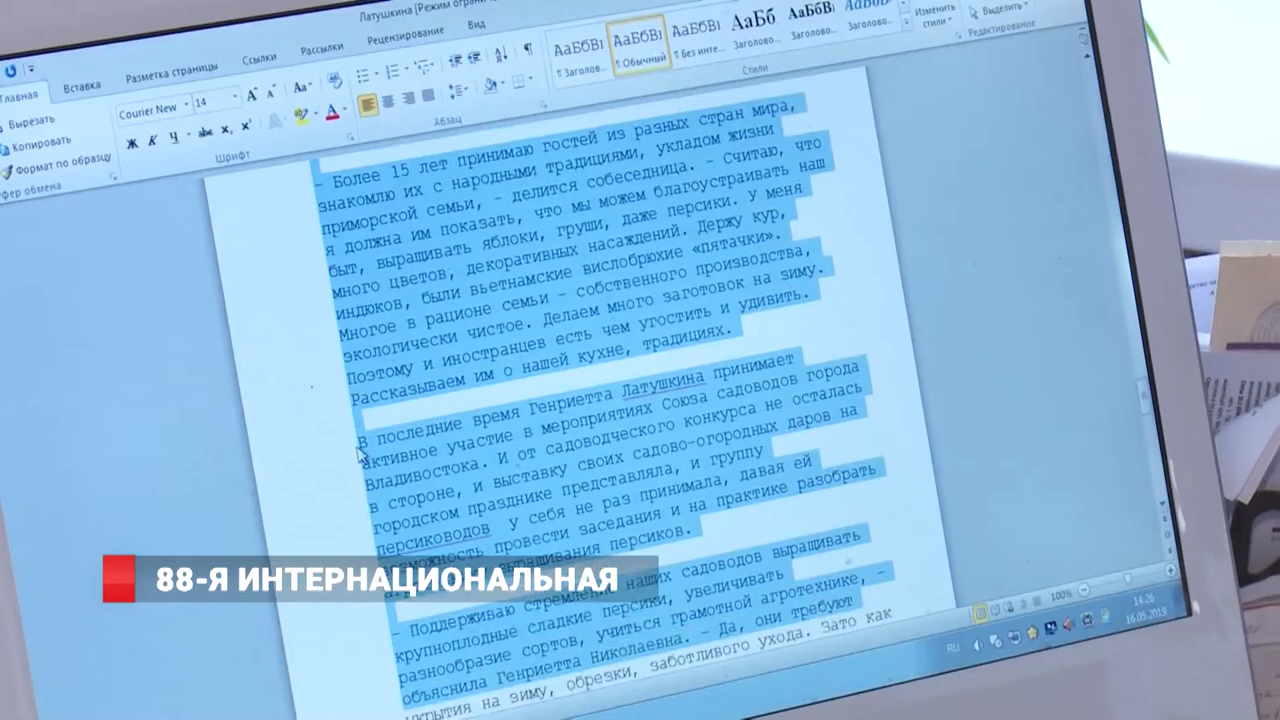 Латушкина [Режим
Главная
Вставка
Разметка страницы
Ссылки
Рассылки
Рецензирование
Вид
Вырезать
Копировать
Формат по образцу
Courier New
14
Шрифт
Абзац
АаБбВв
¶ Заголов...
АаБбВв
¶ Обычный
АаБбВв
¶ Без инте...
АаБб
Заголово...
АаБбВв
Заголово...
Заголово...
Стили
Изменить
стили
Выделить
Редактирование
– Более 15 лет принимаю гостей из разных стран мира,
знакомлю их с народными традициями, укладом жизни
приморской семьи, – делится собеседница. – Считаю, что
я должна им показать, что мы можем благоустраивать наш
быт, выращивать яблоки, груши, даже персики. У меня
много цветов, декоративных насаждений. Держу кур,
индюков, были вьетнамские вислобрюхие «пятачки».
Многое в рационе семьи – собственного производства,
экологически чистое. Делаем много заготовок на зиму.
Поэтому и иностранцев есть чем угостить и удивить.
Рассказываем им о нашей кухне, традициях.
В последние время Генриетта Латушкина принимает
активное участие в мероприятиях Союза садоводов города
Владивостока. И от садоводческого конкурса не осталась
в стороне, и выставку своих садово-огородных даров на
городском празднике представляла, и группу
персиководов у себя не раз принимала, давая ей
возможность провести заседания и на практике разобрать
выращивания персиков.
– Поддерживаю стремление наших садоводов выращивать
крупноплодные сладкие персики, увеличивать
разнообразие сортов, учиться грамотной агротехнике, –
объяснила Генриетта Николаевна. – Да, они требуют
укрытия на зиму, обрезки, заботливого ухода. Зато как
88-Я ИНТЕРНАЦИОНАЛЬНАЯ
100%
RU
14:26
16.05.2019